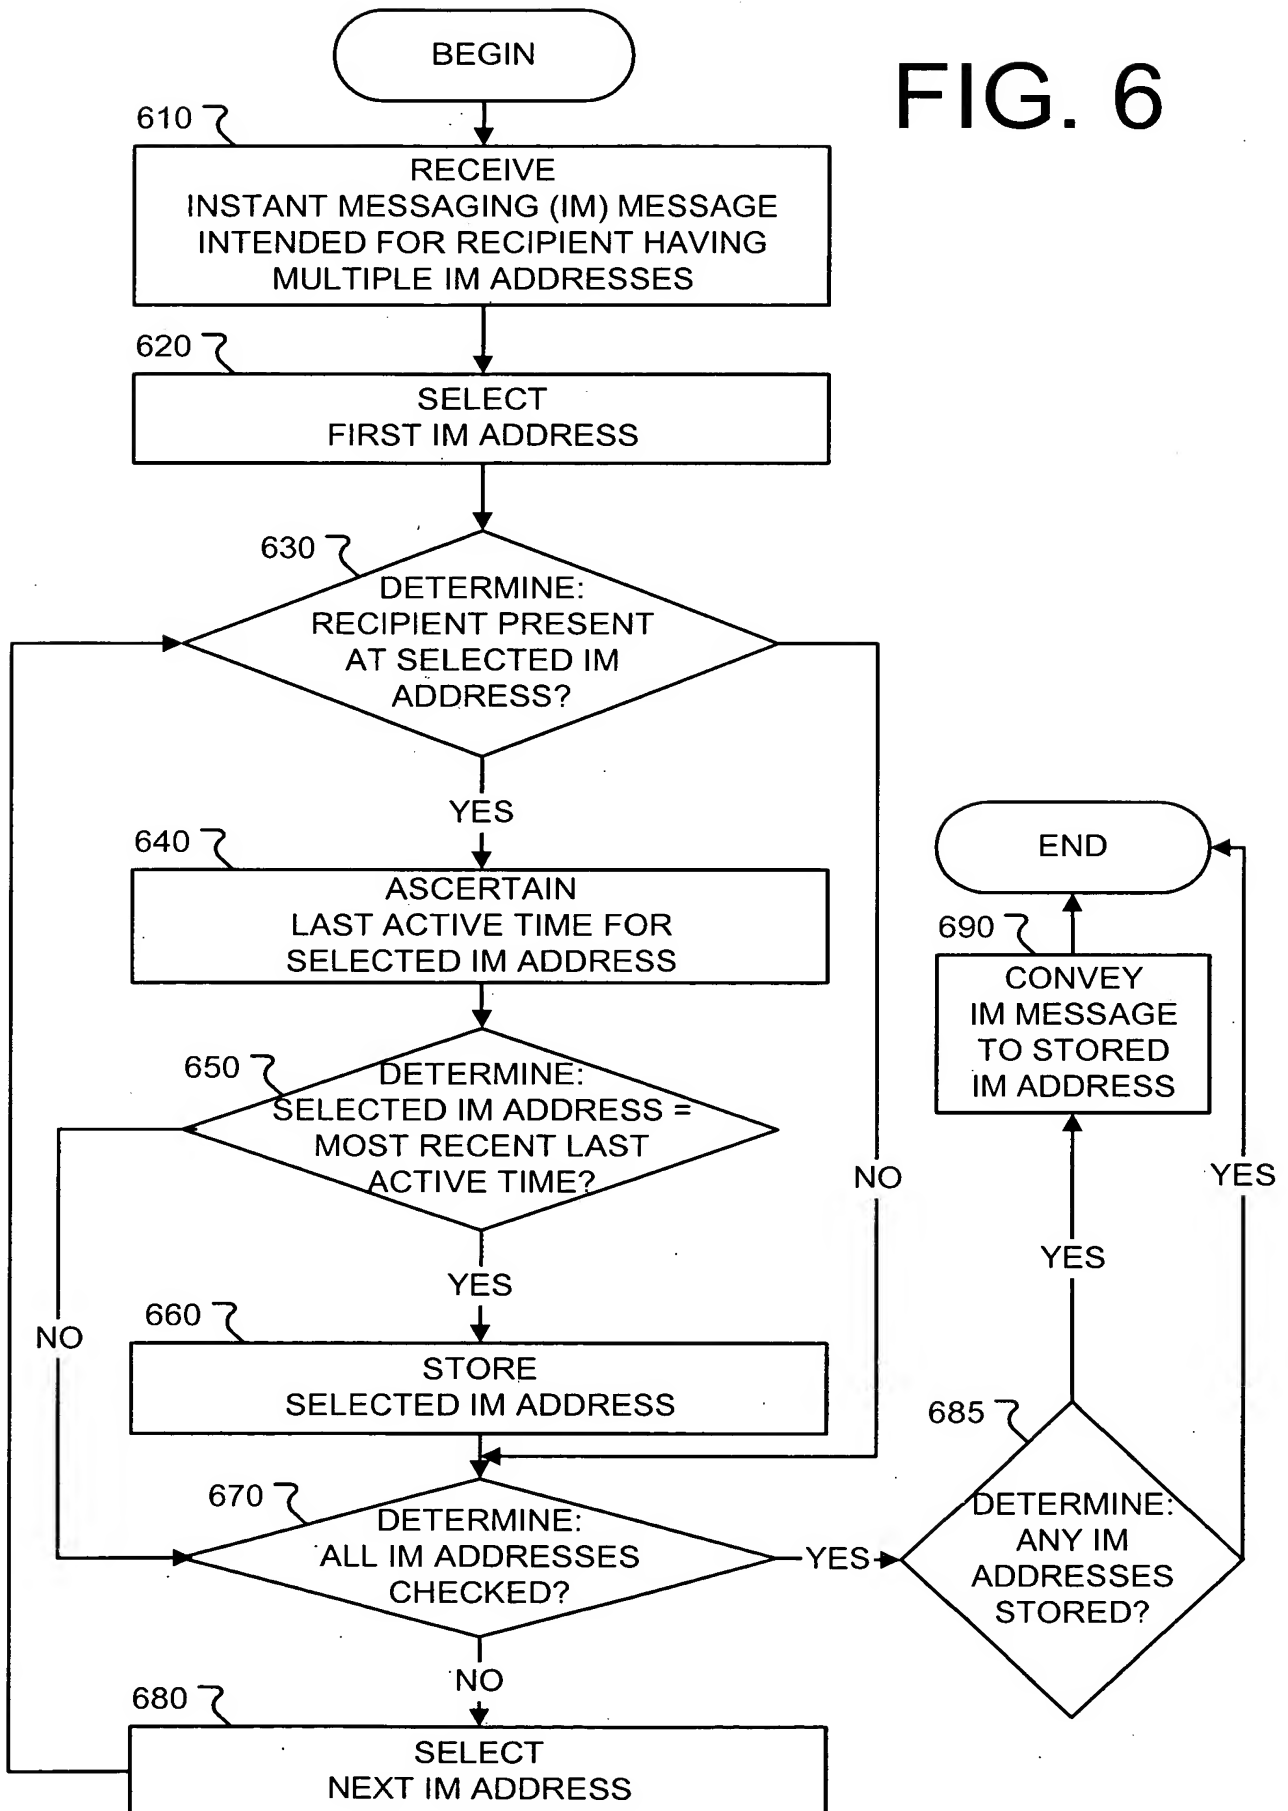 BEGIN
FIG. 6
610
RECEIVE
INSTANT MESSAGING (IM) MESSAGE
INTENDED FOR RECIPIENT HAVING
MULTIPLE IM ADDRESSES
620
SELECT
FIRST IM ADDRESS
630
DETERMINE:
RECIPIENT PRESENT
AT SELECTED IM
ADDRESS?
YES
NO
640
ASCERTAIN
LAST ACTIVE TIME FOR
SELECTED IM ADDRESS
650
DETERMINE:
SELECTED IM ADDRESS =
MOST RECENT LAST
ACTIVE TIME?
NO
YES
660
STORE
SELECTED IM ADDRESS
670
DETERMINE:
ALL IM ADDRESSES
CHECKED?
YES
NO
680
SELECT
NEXT IM ADDRESS
685
DETERMINE:
ANY IM
ADDRESSES
STORED?
YES
YES
690
CONVEY
IM MESSAGE
TO STORED
IM ADDRESS
END